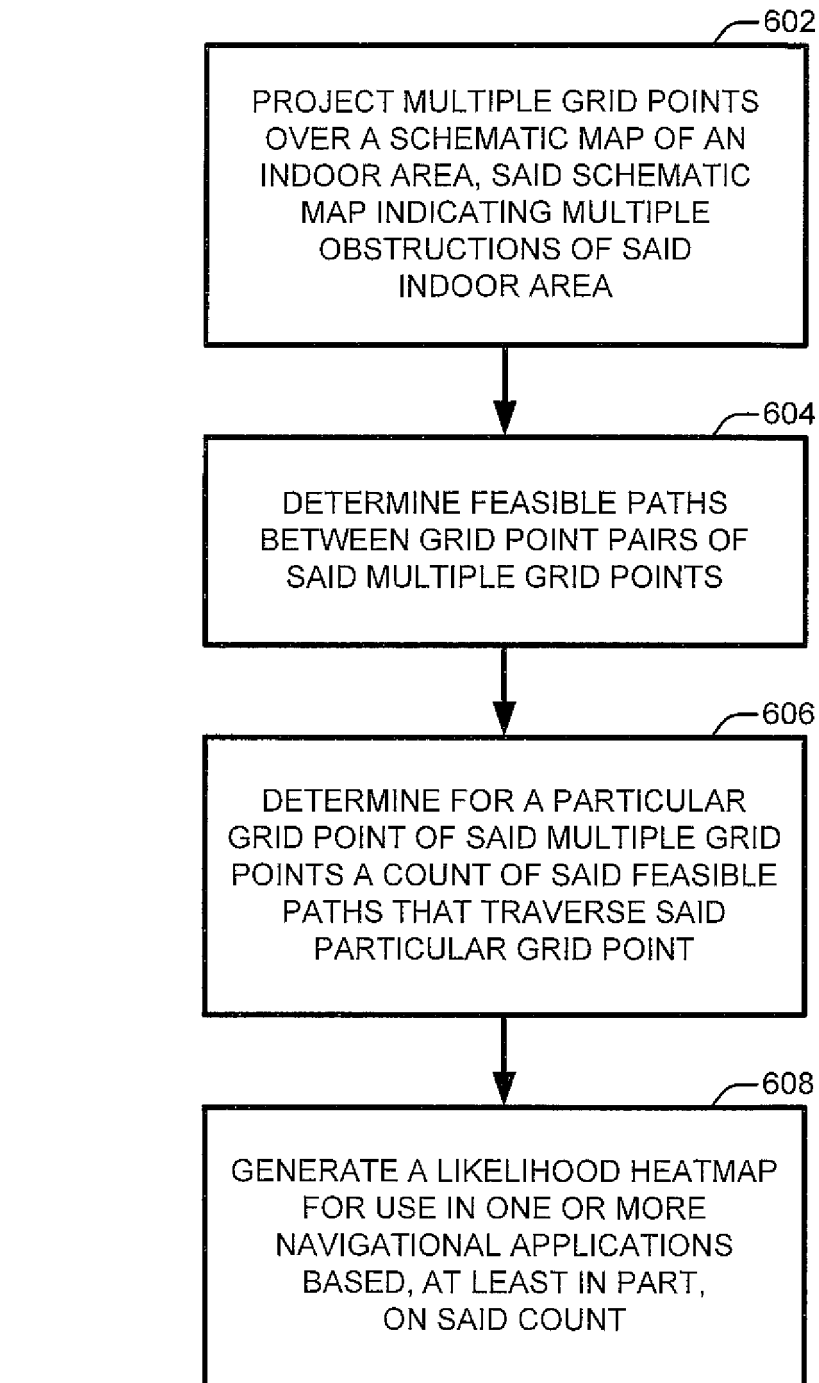 602
PROJECT MULTIPLE GRID POINTS
OVER A SCHEMATIC MAP OF AN
INDOOR AREA, SAID SCHEMATIC
MAP INDICATING MULTIPLE
OBSTRUCTIONS OF SAID
INDOOR AREA
604
DETERMINE FEASIBLE PATHS
BETWEEN GRID POINT PAIRS OF
SAID MULTIPLE GRID POINTS
606
DETERMINE FOR A PARTICULAR
GRID POINT OF SAID MULTIPLE GRID
POINTS A COUNT OF SAID FEASIBLE
PATHS THAT TRAVERSE SAID
PARTICULAR GRID POINT
608
GENERATE A LIKELIHOOD HEATMAP
FOR USE IN ONE OR MORE
NAVIGATIONAL APPLICATIONS
BASED, AT LEAST IN PART,
ON SAID COUNT